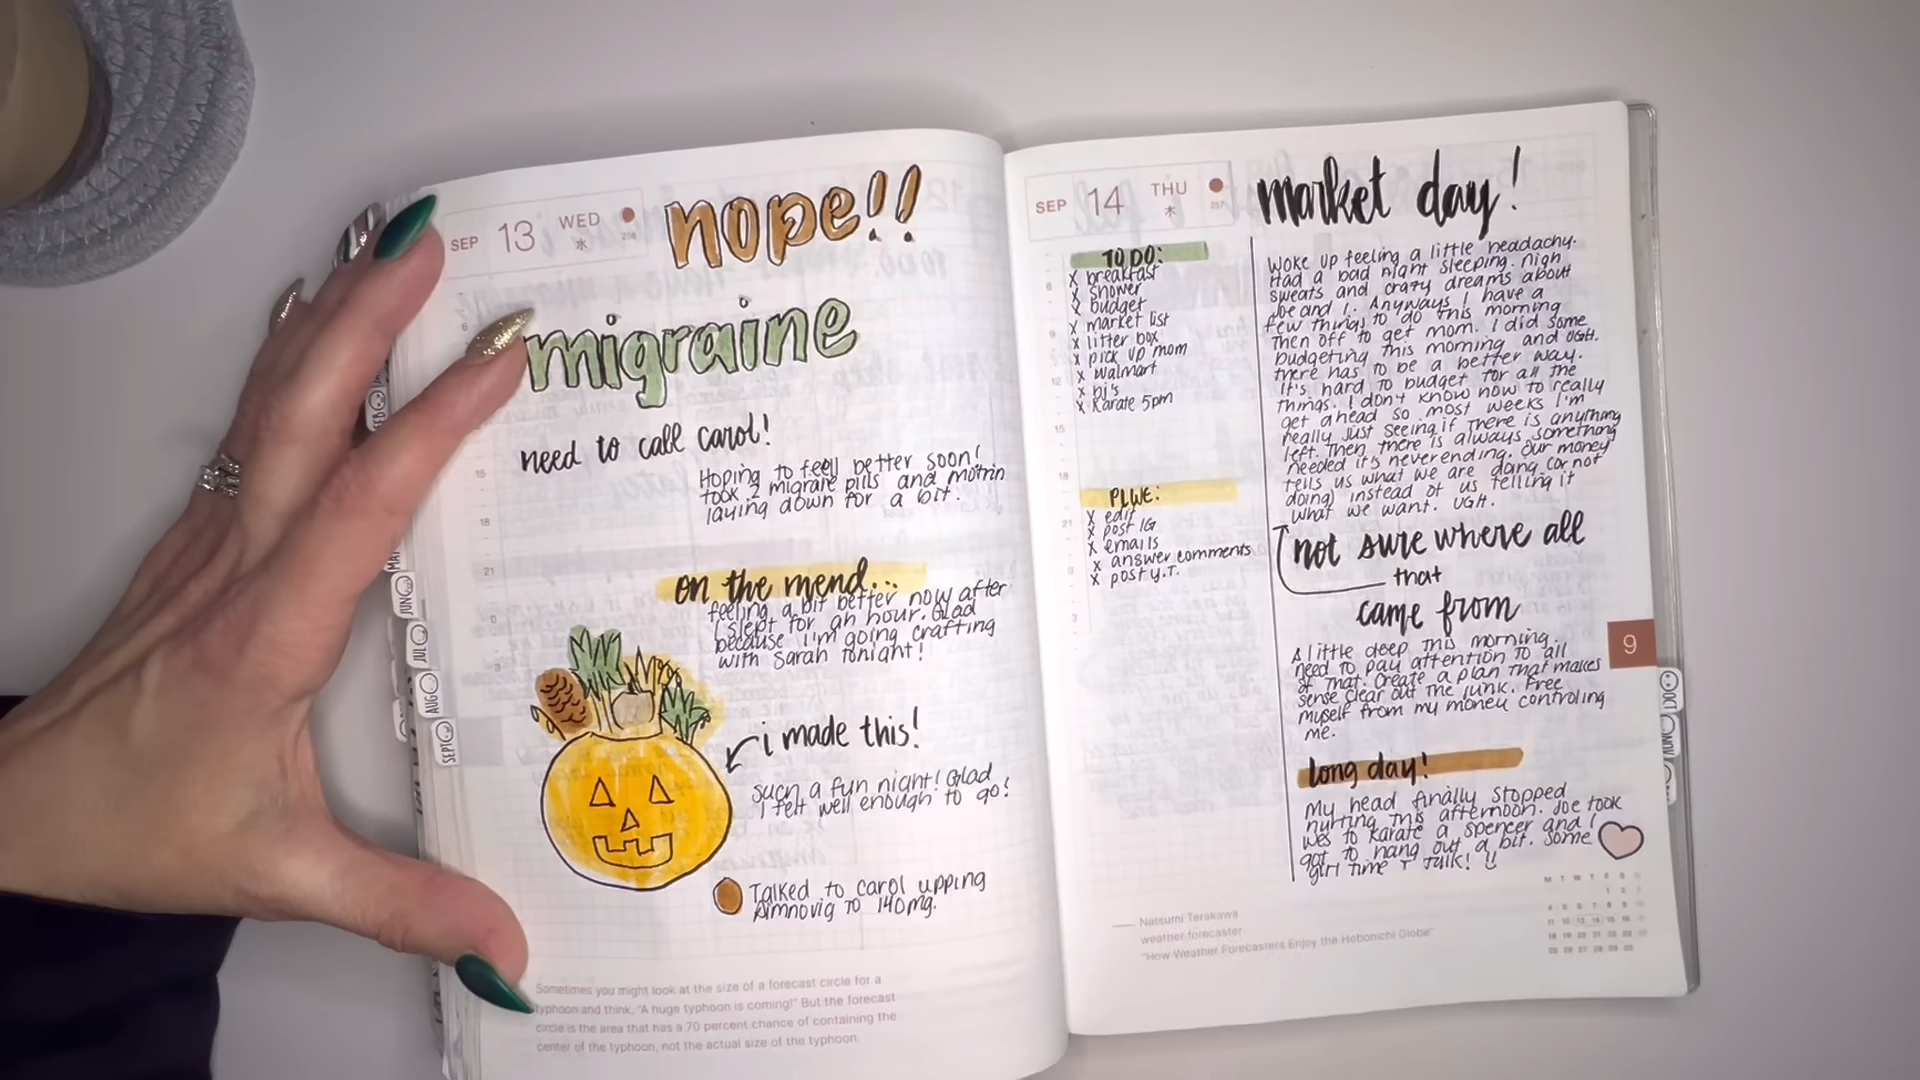 SEP 13 WED
水
nope!!
migraine
need to call carol!
Hoping to feel better soon!
took 2 migrane pills and motrin
laying down for a bit.
on the mend...
feeling a bit better now after
I slept for an hour. Glad
because I'm going crafting
with Sarah tonight!
i made this!
such a fun night! Glad
I felt well enough to go!
Talked to carol upping
Aimnovig to 140mg.
Sometimes you might look at the size of a forecast circle for a
typhoon and think, "A huge typhoon is coming!" But the forecast
circle is the area that has a 70 percent chance of containing the
center of the typhoon, not the actual size of the typhoon.
JUN
JUL
AUG
SEPT
SEP 14 THU
木
257
market day!
TO DO:
x breakfast
x shower
x budget
x market list
x litter box
x pick up mom
x walmart
x bj's
x Karate 5pm
PLWE:
x edit
x post IG
x emails
x answer comments
x post y.T.
Woke up feeling a little headachy.
Had a bad night sleeping. nigh
sweats and crazy dreams about
Joe and I. Anyways I have a
few things to do this morning
Then off to get mom. I did some
budgeting this morning and UGH.
there has to be a better way.
It's hard to budget for all the
things. I don't know how to really
get ahead so most weeks I'm
really just seeing if there is anything
left. Then there is always something
needed it's neverending. Our money
tells us what we are doing (or not
doing) instead of us telling it
what we want. UGH.
not sure where all
that
came from
A little deep this morning.
need to pay attention to all
of that. Create a plan that makes
sense clear out the junk. Free
myself from my money controling
me.
long day!
My head finally stopped
hurting this afternoon. Joe took
wes to karate a spencer and I
got to hang out a bit. Some
girl time + talk!
9
OCT
NOV
M T W T F S
Natsumi Terakawa
weather forecaster
"How Weather Forecasters Enjoy the Hobonichi Globe"